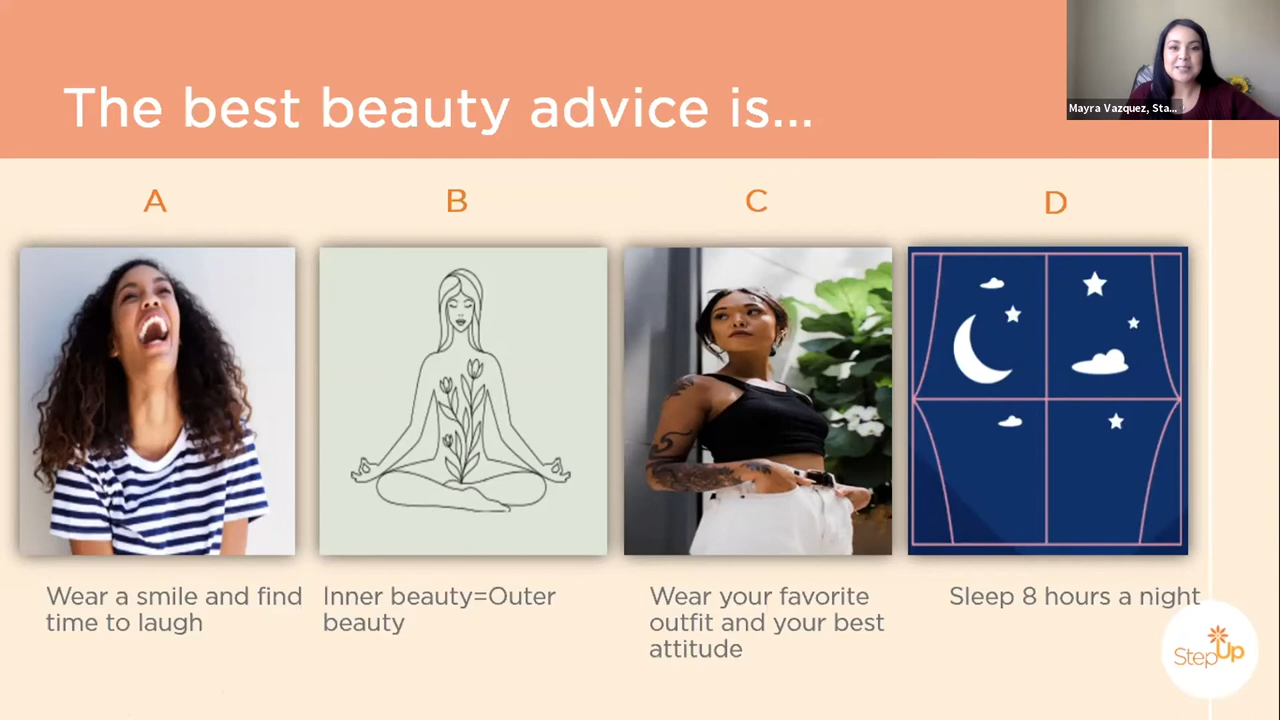 The best beauty advice is...
Mayra Vazquez, Sta...
A
B
C
D
Wear a smile and find
time to laugh
Inner beauty=Outer
beauty
Wear your favorite
outfit and your best
attitude
Sleep 8 hours a night
StepUp